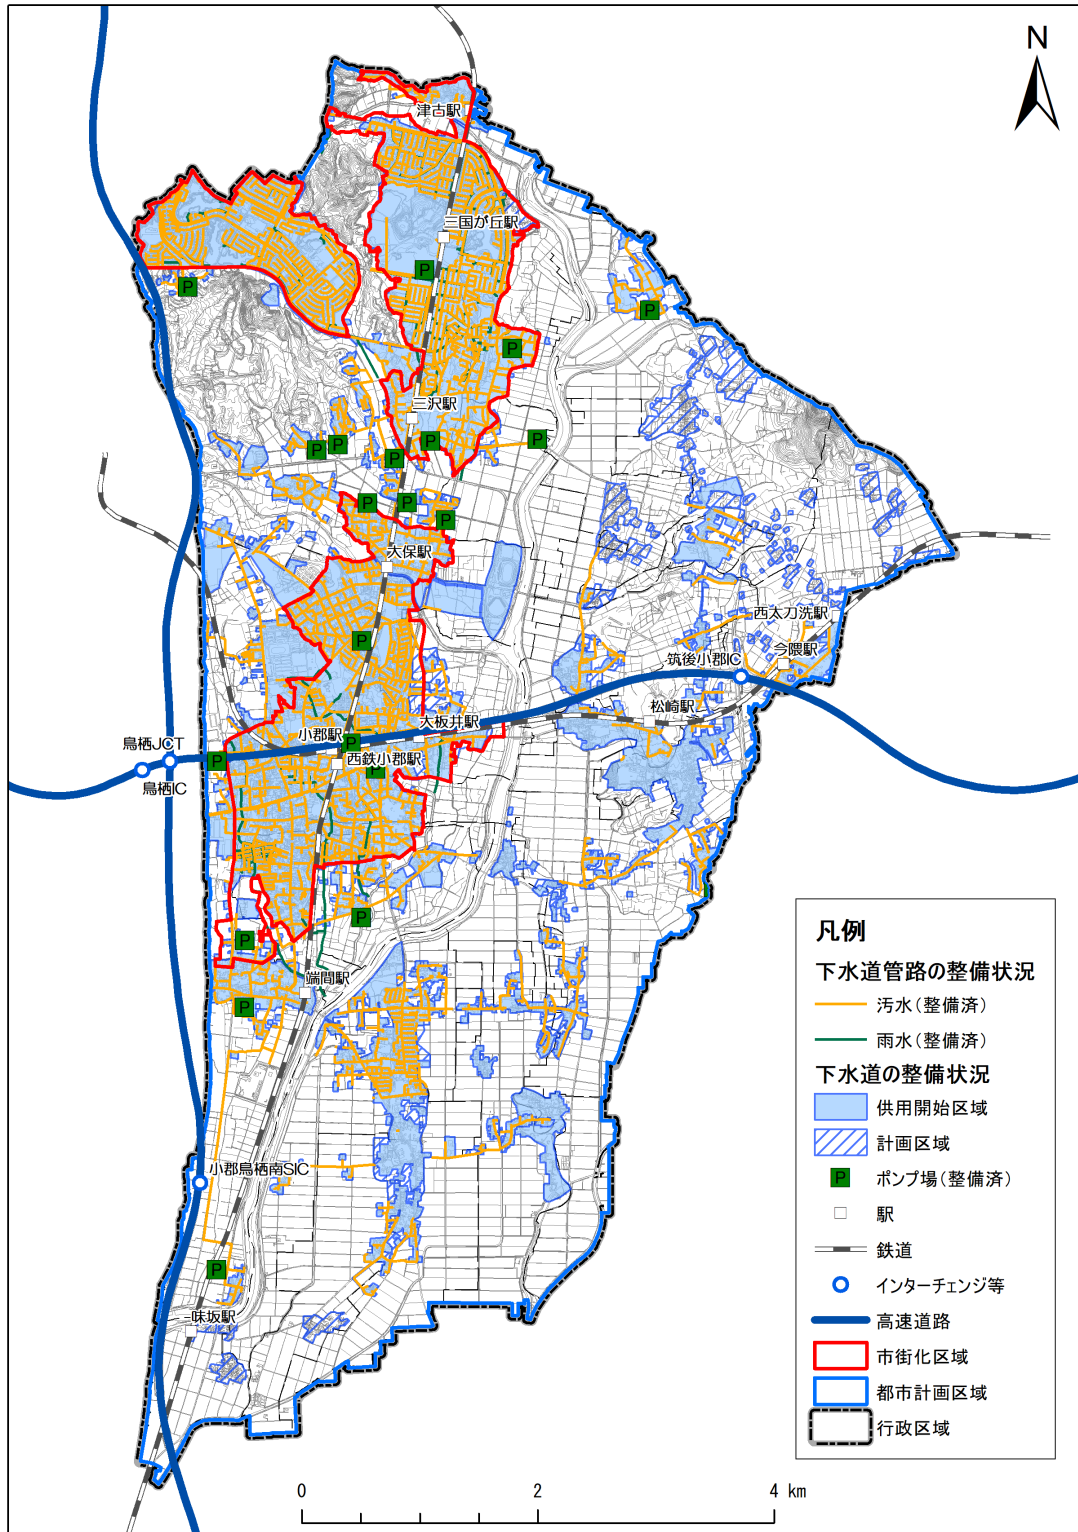 N
津古駅
三国が丘駅
P
P
P
P
三沢駅
P
P
P
P
P
P
P
P
大保駅
西太刀洗駅
今隈駅
筑後小郡IC
P
松崎駅
大板井駅
小郡駅
鳥栖JCT
P
西鉄小郡駅
P
P
鳥栖IC
P
P
端間駅
P
小郡鳥栖南SIC
P
味坂駅
凡例
下水道管路の整備状況
汚水(整備済)
雨水(整備済)
下水道の整備状況
供用開始区域
計画区域
P ポンプ場(整備済)
駅
鉄道
インターチェンジ等
高速道路
市街化区域
都市計画区域
行政区域
0 2 4 km